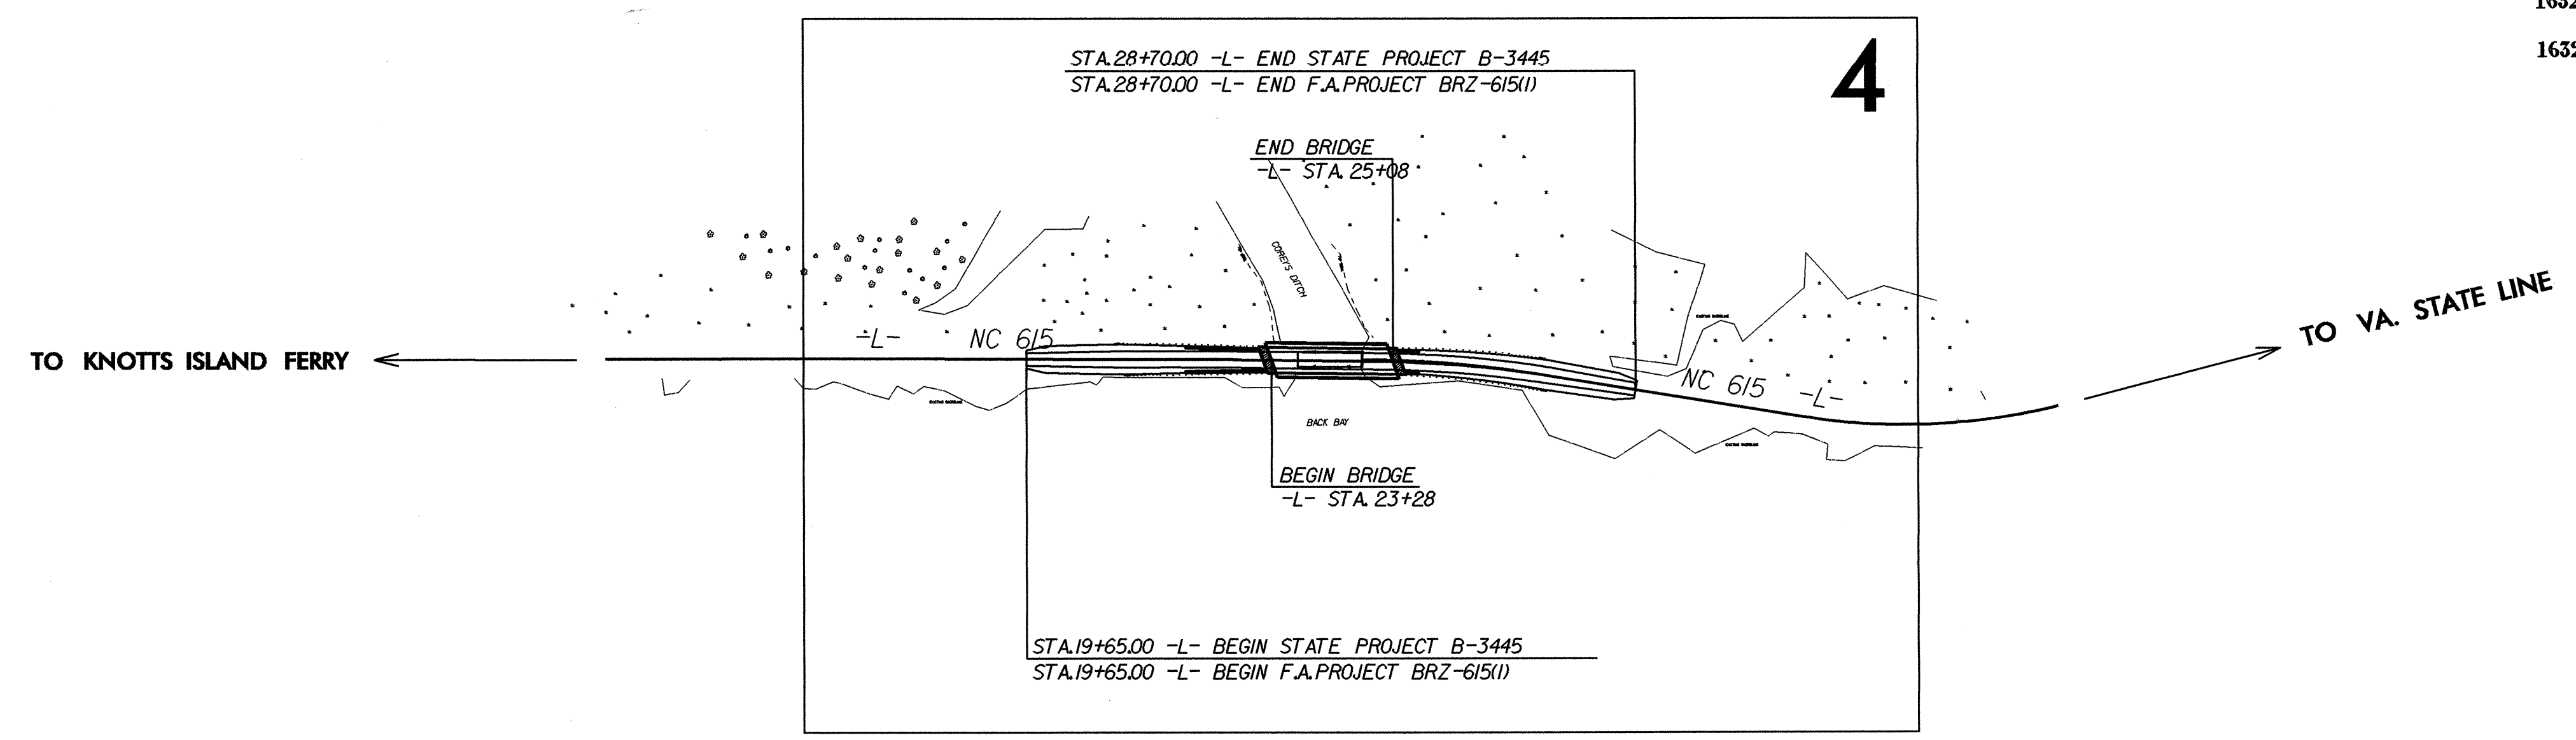 1632
STA.28+70.00 -L- END STATE PROJECT B-3445
STA.28+70.00 -L- END F.A.PROJECT BRZ-615(1)
4
1632
END BRIDGE
-L- STA. 25+08
COREYS DITCH
-L- NC 615
TO KNOTTS ISLAND FERRY
TO VA. STATE LINE
NC 615 -L-
BACK BAY
BEGIN BRIDGE
-L- STA. 23+28
STA.19+65.00 -L- BEGIN STATE PROJECT B-3445
STA.19+65.00 -L- BEGIN F.A.PROJECT BRZ-615(1)